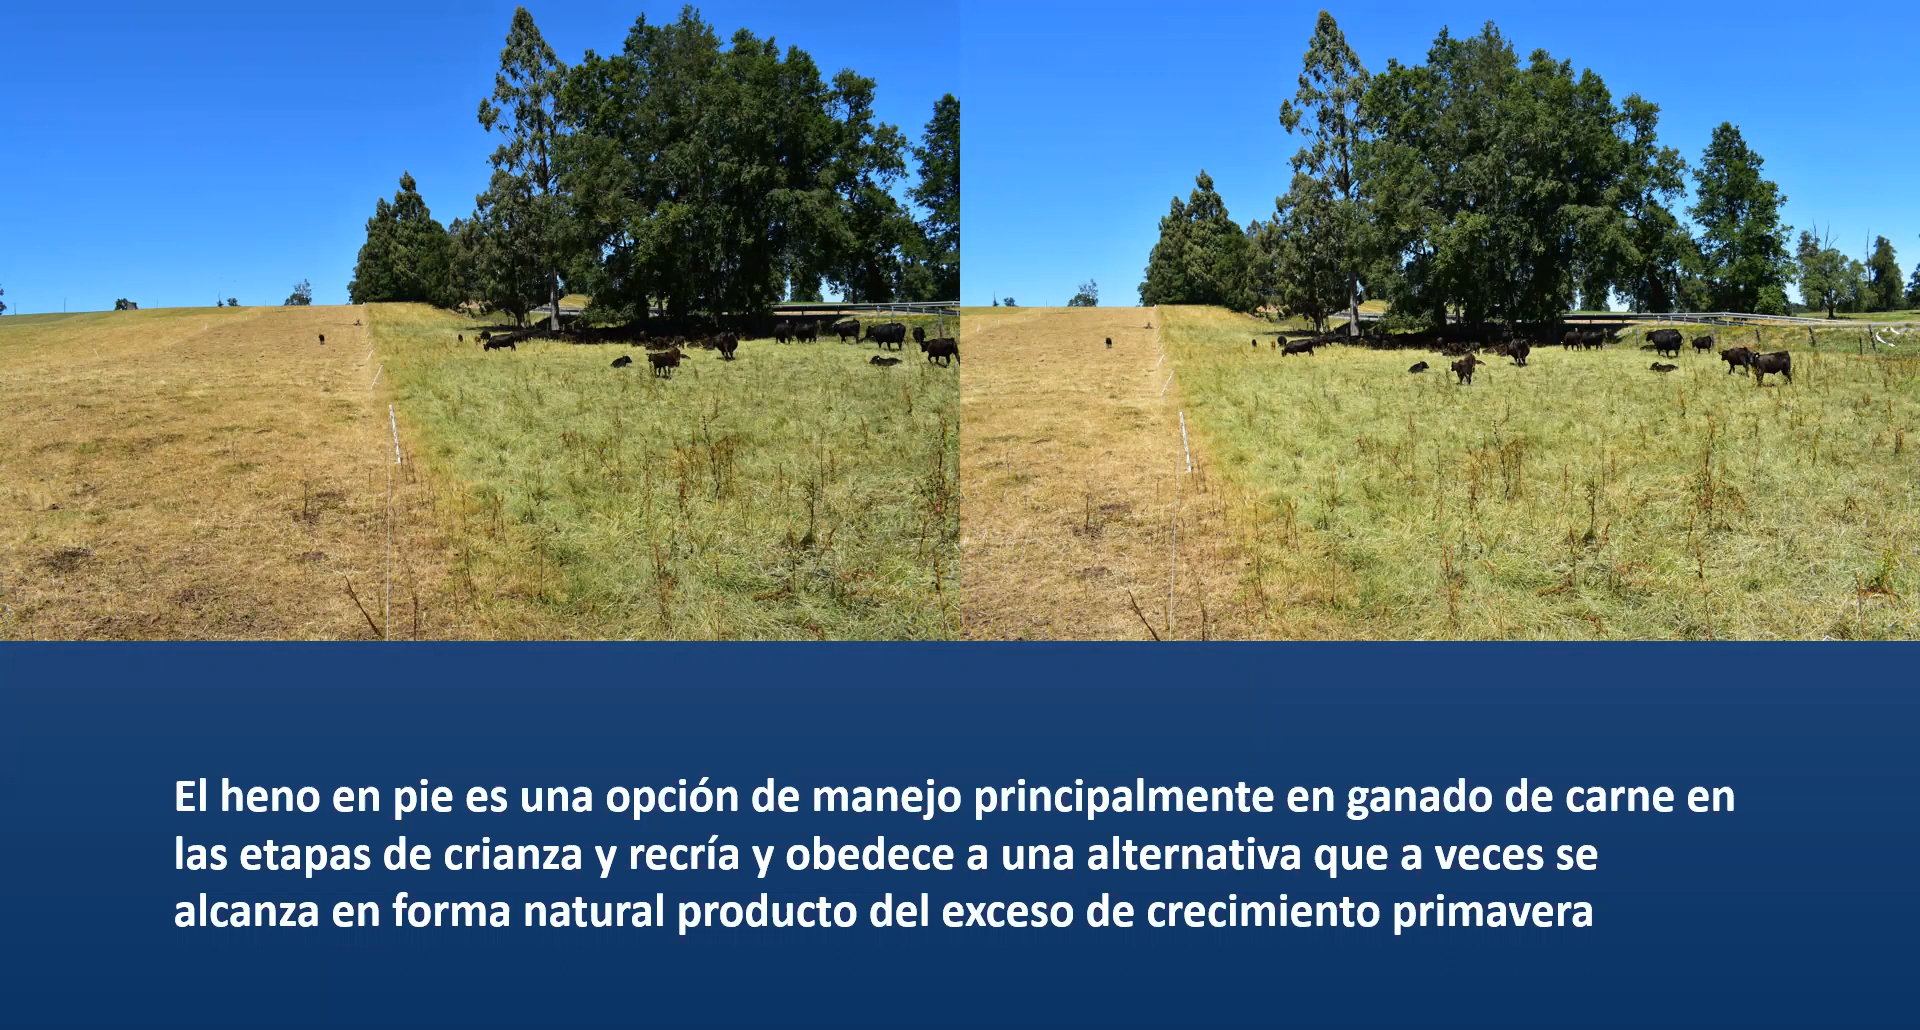 El heno en pie es una opción de manejo principalmente en ganado de carne en
las etapas de crianza y recría y obedece a una alternativa que a veces se
alcanza en forma natural producto del exceso de crecimiento primavera